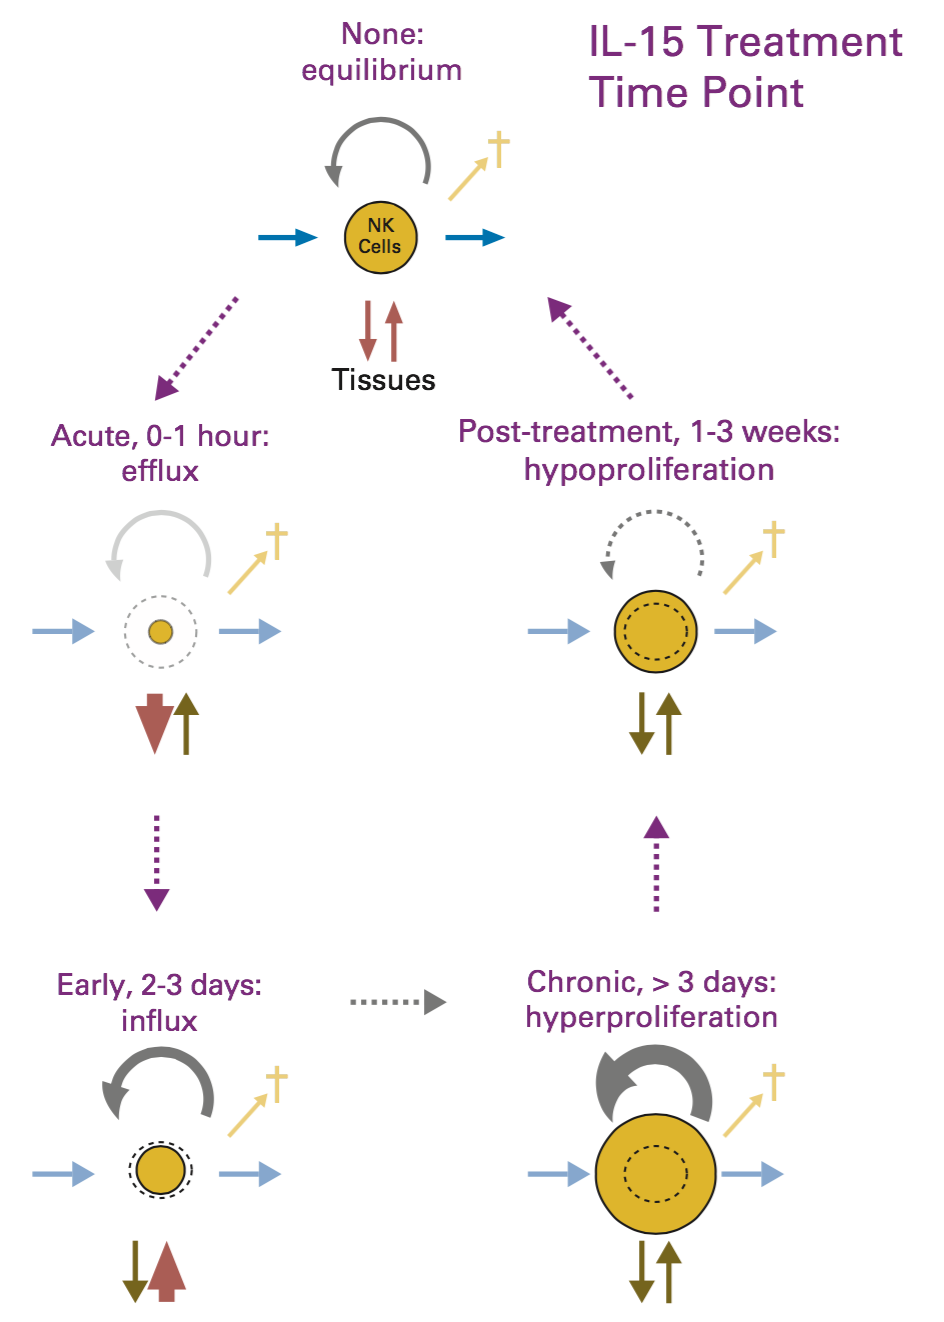 None:
equilibrium
IL-15 Treatment
Time Point
NK
Cells
Tissues
Acute, 0-1 hour:
efflux
Post-treatment, 1-3 weeks:
hypoproliferation
Early, 2-3 days:
influx
Chronic, > 3 days:
hyperproliferation